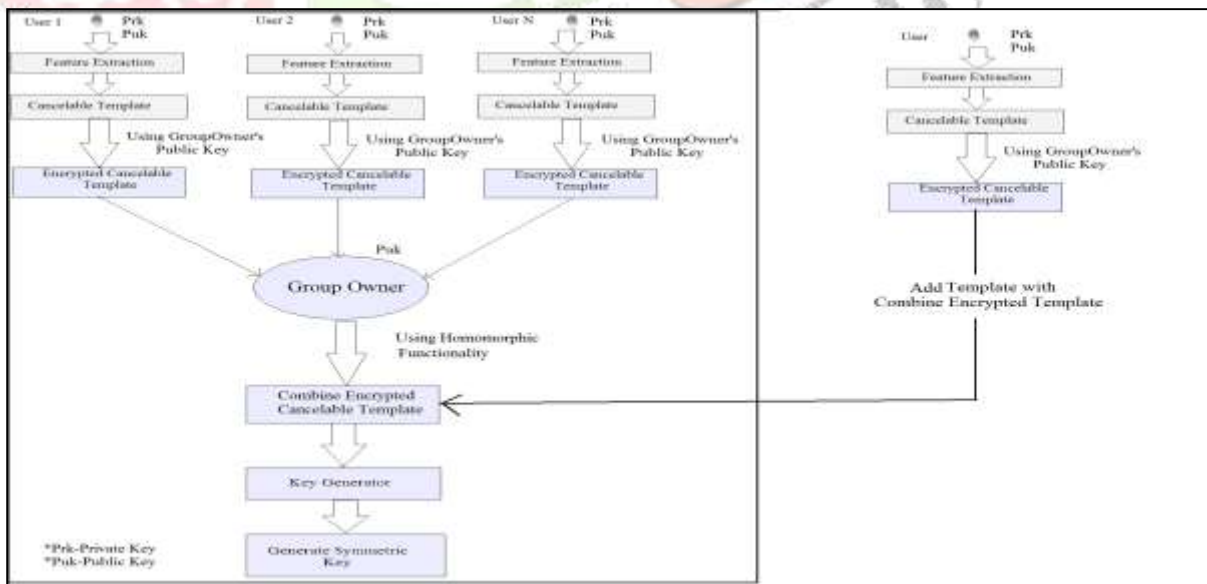 User 1
Prk
Puk
Feature Extraction
Cancelable Template
Using GroupOwner's
Public Key
Encrypted Cancelable
Template
User 2
Prk
Puk
Feature Extraction
Cancelable Template
Using GroupOwner's
Public Key
Encrypted Cancelable
Template
User N
Prk
Puk
Feature Extraction
Cancelable Template
Using GroupOwner's
Public Key
Encrypted Cancelable
Template
Puk
Group Owner
Using Homomorphic
Functionality
Combine Encrypted
Cancelable Template
Key Generator
Generate Symmetric
Key
*Prk-Private Key
*Puk-Public Key
User
Prk
Puk
Feature Extraction
Cancelable Template
Using GroupOwner's
Public Key
Encrypted Cancelable
Template
Add Template with
Combine Encrypted Template